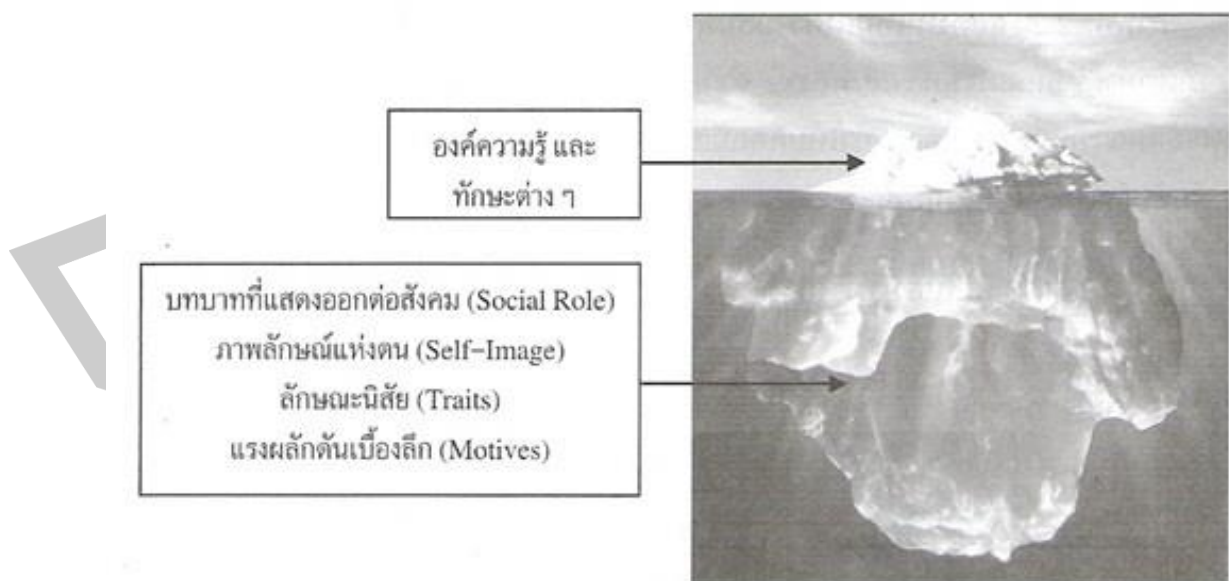 องค์ความรู้ และ
ทักษะต่าง ๆ
บทบาทที่แสดงออกต่อสังคม (Social Role)
ภาพลักษณ์แห่งตน (Self-Image)
ลักษณะนิสัย (Traits)
แรงผลักดันเบื้องลึก (Motives)